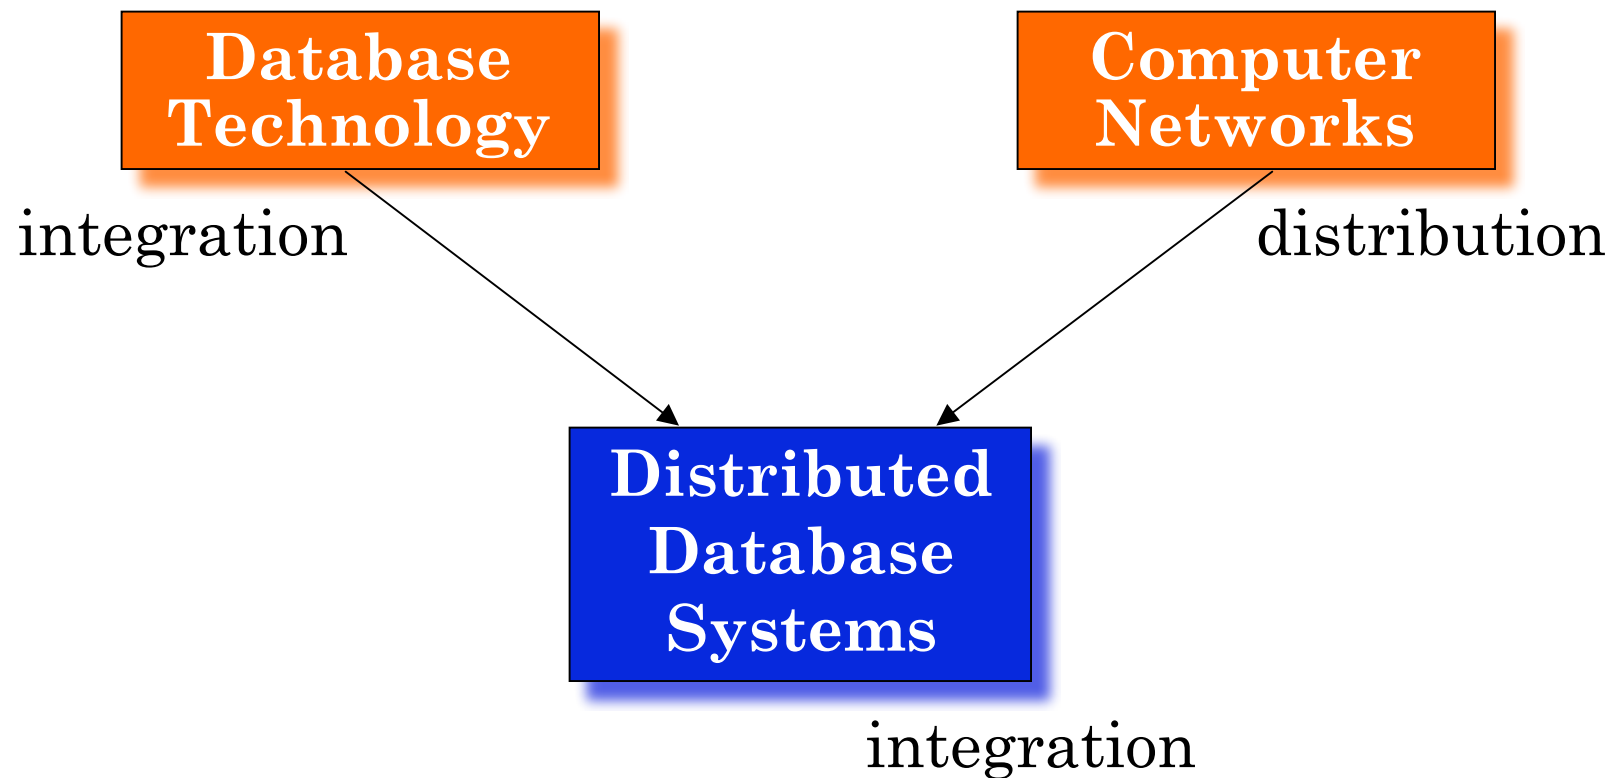 Database
Technology
Computer
Networks
integration
distribution
Distributed
Database
Systems
integration